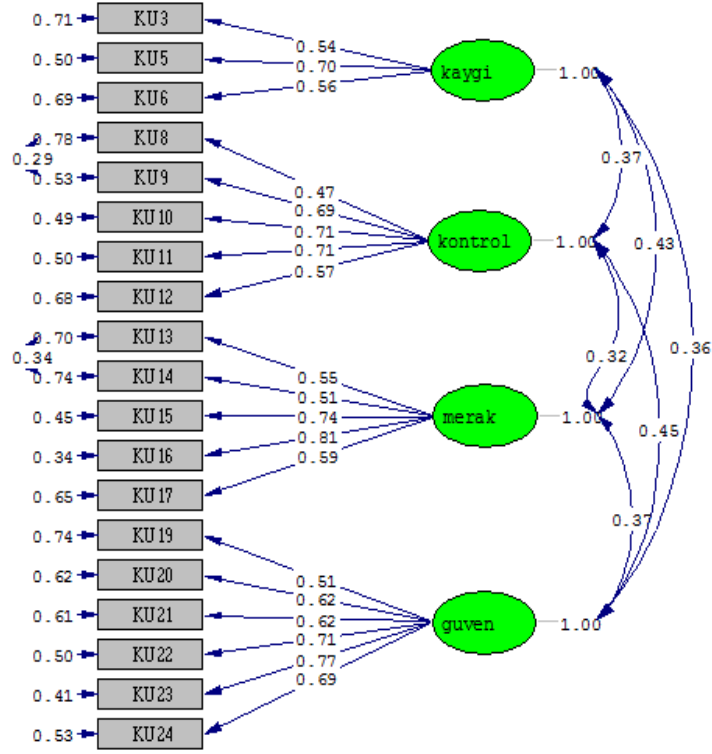 0.71 KU3
0.54
0.50 KU5
0.70
kaygi 1.00
0.69 KU6
0.56
0.78 KU8
0.29
0.37
0.53 KU9
0.47
0.69
0.49 KU10
0.71
kontrol 1.00
0.43
0.50 KU11
0.71
0.68 KU12
0.57
0.70 KU13
0.34
0.32
0.36
0.74 KU14
0.55
0.51
0.45 KU15
0.74
merak 1.00
0.45
0.34 KU16
0.81
0.65 KU17
0.59
0.37
0.74 KU19
0.51
0.62 KU20
0.62
0.61 KU21
0.62
guven 1.00
0.50 KU22
0.71
0.41 KU23
0.77
0.53 KU24
0.69